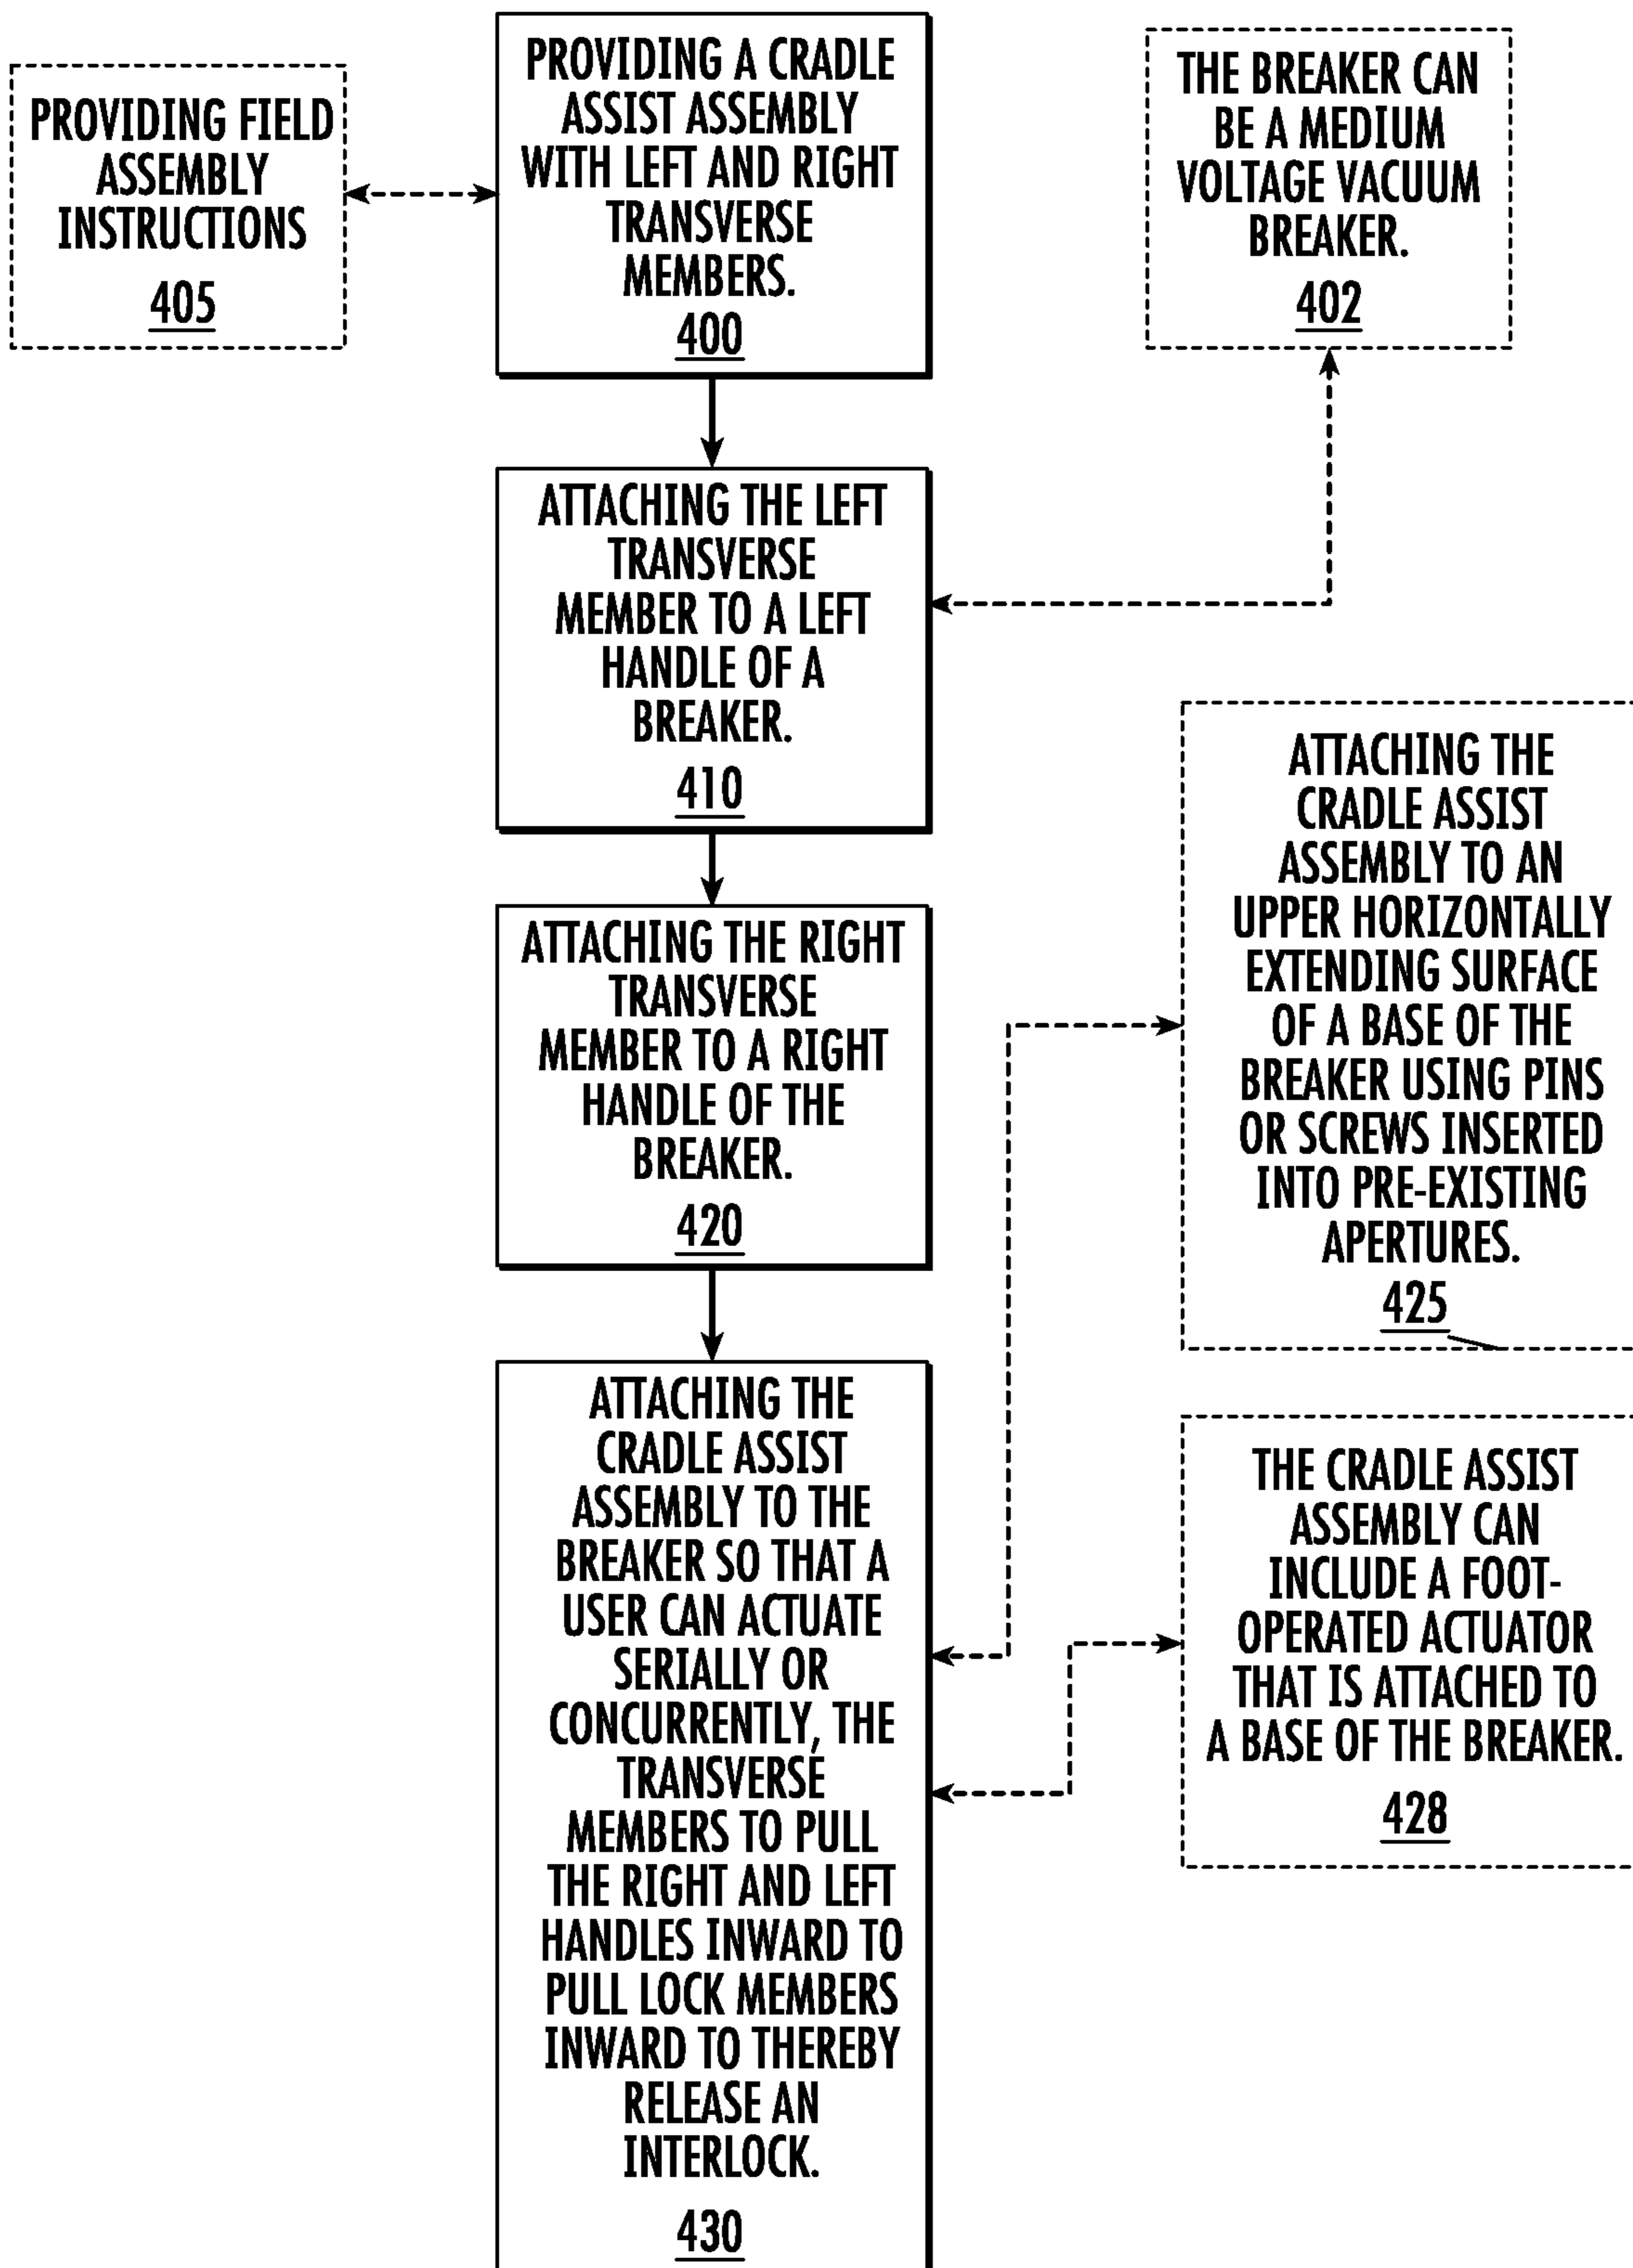 PROVIDING FIELD
ASSEMBLY
INSTRUCTIONS
405
PROVIDING A CRADLE
ASSIST ASSEMBLY
WITH LEFT AND RIGHT
TRANSVERSE
MEMBERS.
400
THE BREAKER CAN
BE A MEDIUM
VOLTAGE VACUUM
BREAKER.
402
ATTACHING THE LEFT
TRANSVERSE
MEMBER TO A LEFT
HANDLE OF A
BREAKER.
410
ATTACHING THE RIGHT
TRANSVERSE
MEMBER TO A RIGHT
HANDLE OF THE
BREAKER.
420
ATTACHING THE
CRADLE ASSIST
ASSEMBLY TO AN
UPPER HORIZONTALLY
EXTENDING SURFACE
OF A BASE OF THE
BREAKER USING PINS
OR SCREWS INSERTED
INTO PRE-EXISTING
APERTURES.
425
ATTACHING THE
CRADLE ASSIST
ASSEMBLY TO THE
BREAKER SO THAT A
USER CAN ACTUATE
SERIALLY OR
CONCURRENTLY, THE
TRANSVERSE
MEMBERS TO PULL
THE RIGHT AND LEFT
HANDLES INWARD TO
PULL LOCK MEMBERS
INWARD TO THEREBY
RELEASE AN
INTERLOCK.
430
THE CRADLE ASSIST
ASSEMBLY CAN
INCLUDE A FOOT-
OPERATED ACTUATOR
THAT IS ATTACHED TO
A BASE OF THE BREAKER.
428